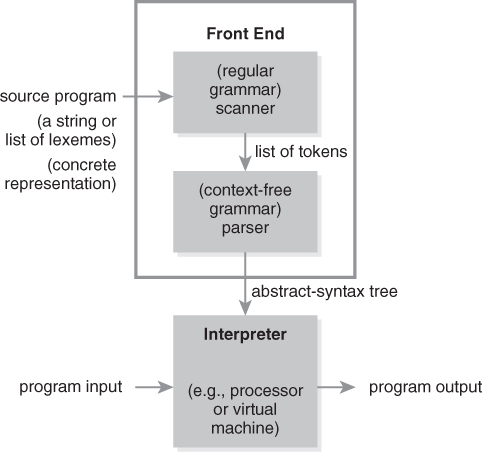 Front End
(regular
grammar)
scanner
source program
(a string or
list of lexemes)
(concrete
representation)
list of tokens
(context-free
grammar)
parser
abstract-syntax tree
Interpreter
program input
(e.g., processor
or virtual
machine)
program output